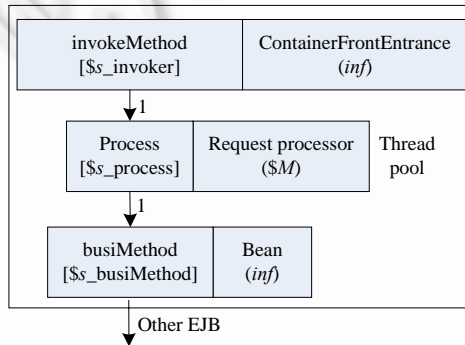 invokeMethod
[$s_invoker]
ContainerFrontEntrance
(inf)
1
Process
[$s_process]
Request processor
($M)
Thread
pool
1
busiMethod
[$s_busiMethod]
Bean
(inf)
Other EJB